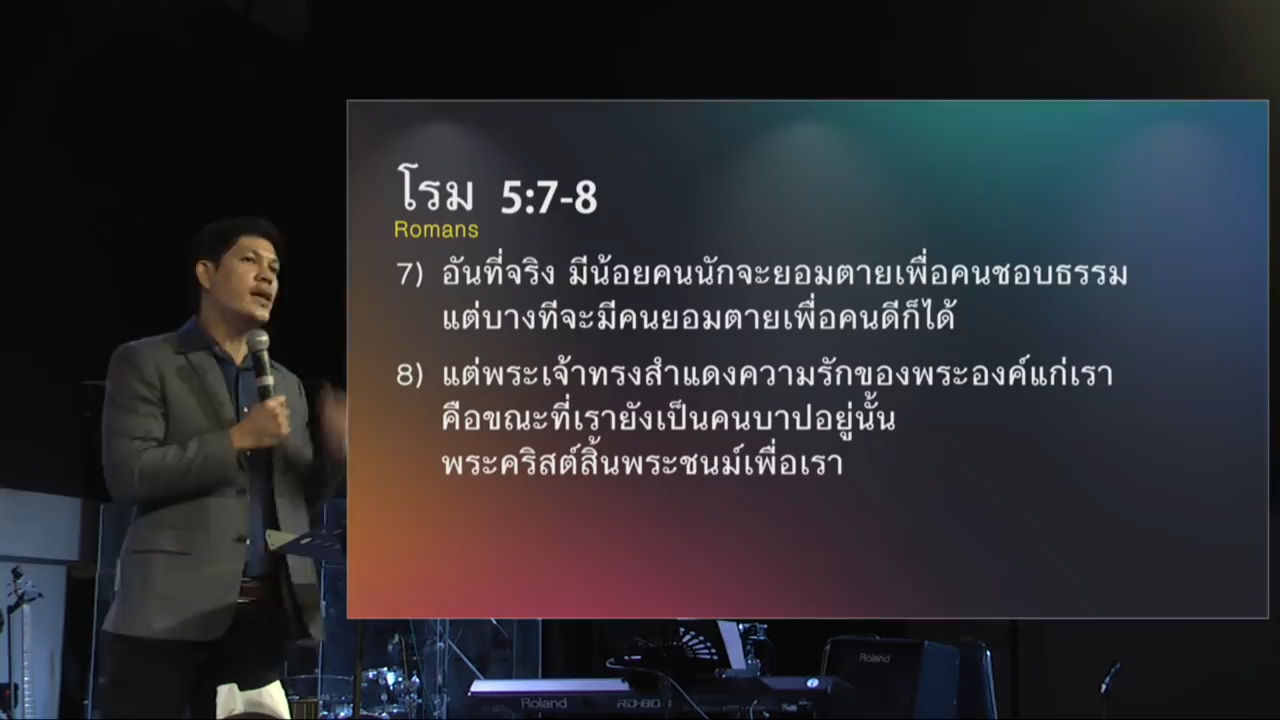 โรม 5:7-8
Romans
7) อันที่จริง มีน้อยคนนักจะยอมตายเพื่อคนชอบธรรม
แต่บางทีจะมีคนยอมตายเพื่อคนดีก็ได้
8) แต่พระเจ้าทรงสำแดงความรักของพระองค์แก่เรา
คือขณะที่เรายังเป็นคนบาปอยู่นั้น
พระคริสต์สิ้นพระชนม์เพื่อเรา
Roland
Roland